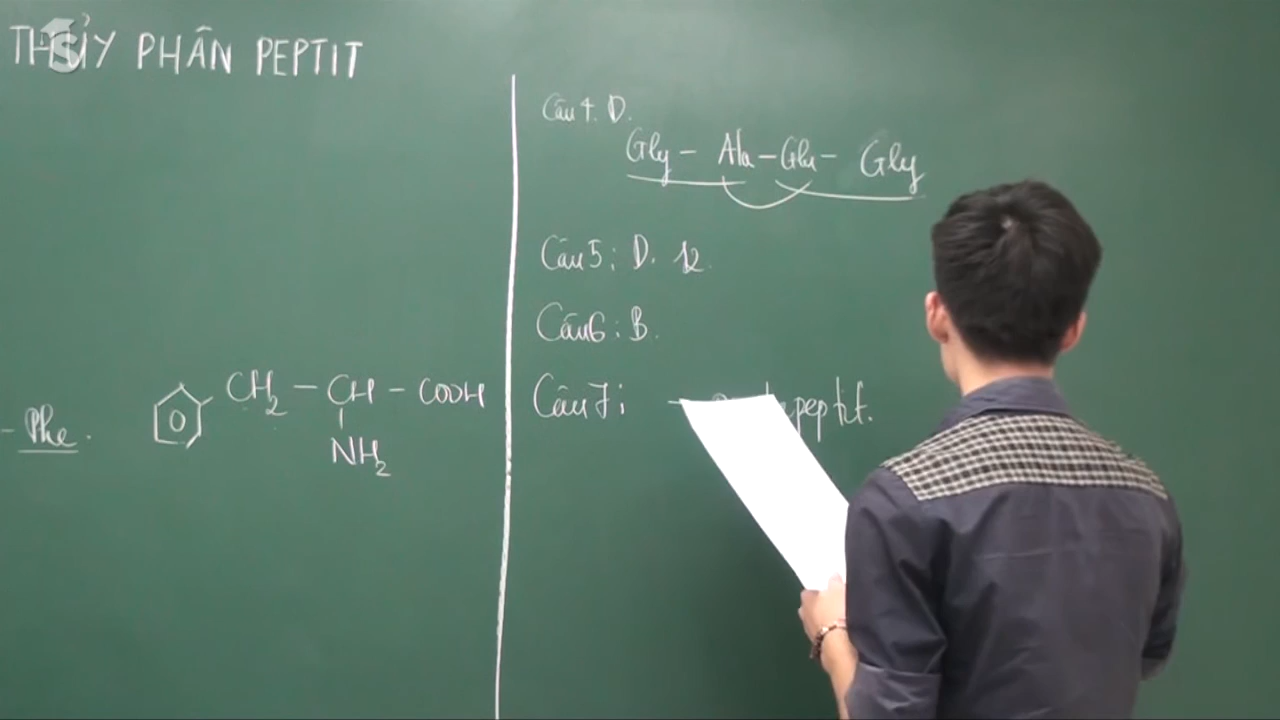 THỦY PHÂN PEPTIT
- Phe.
CH2 - CH - COOH
NH2
Câu 4. D.
Gly - Ala - Glu - Gly
Câu 5: D. 12.
Câu 6: B.
Câu 7: